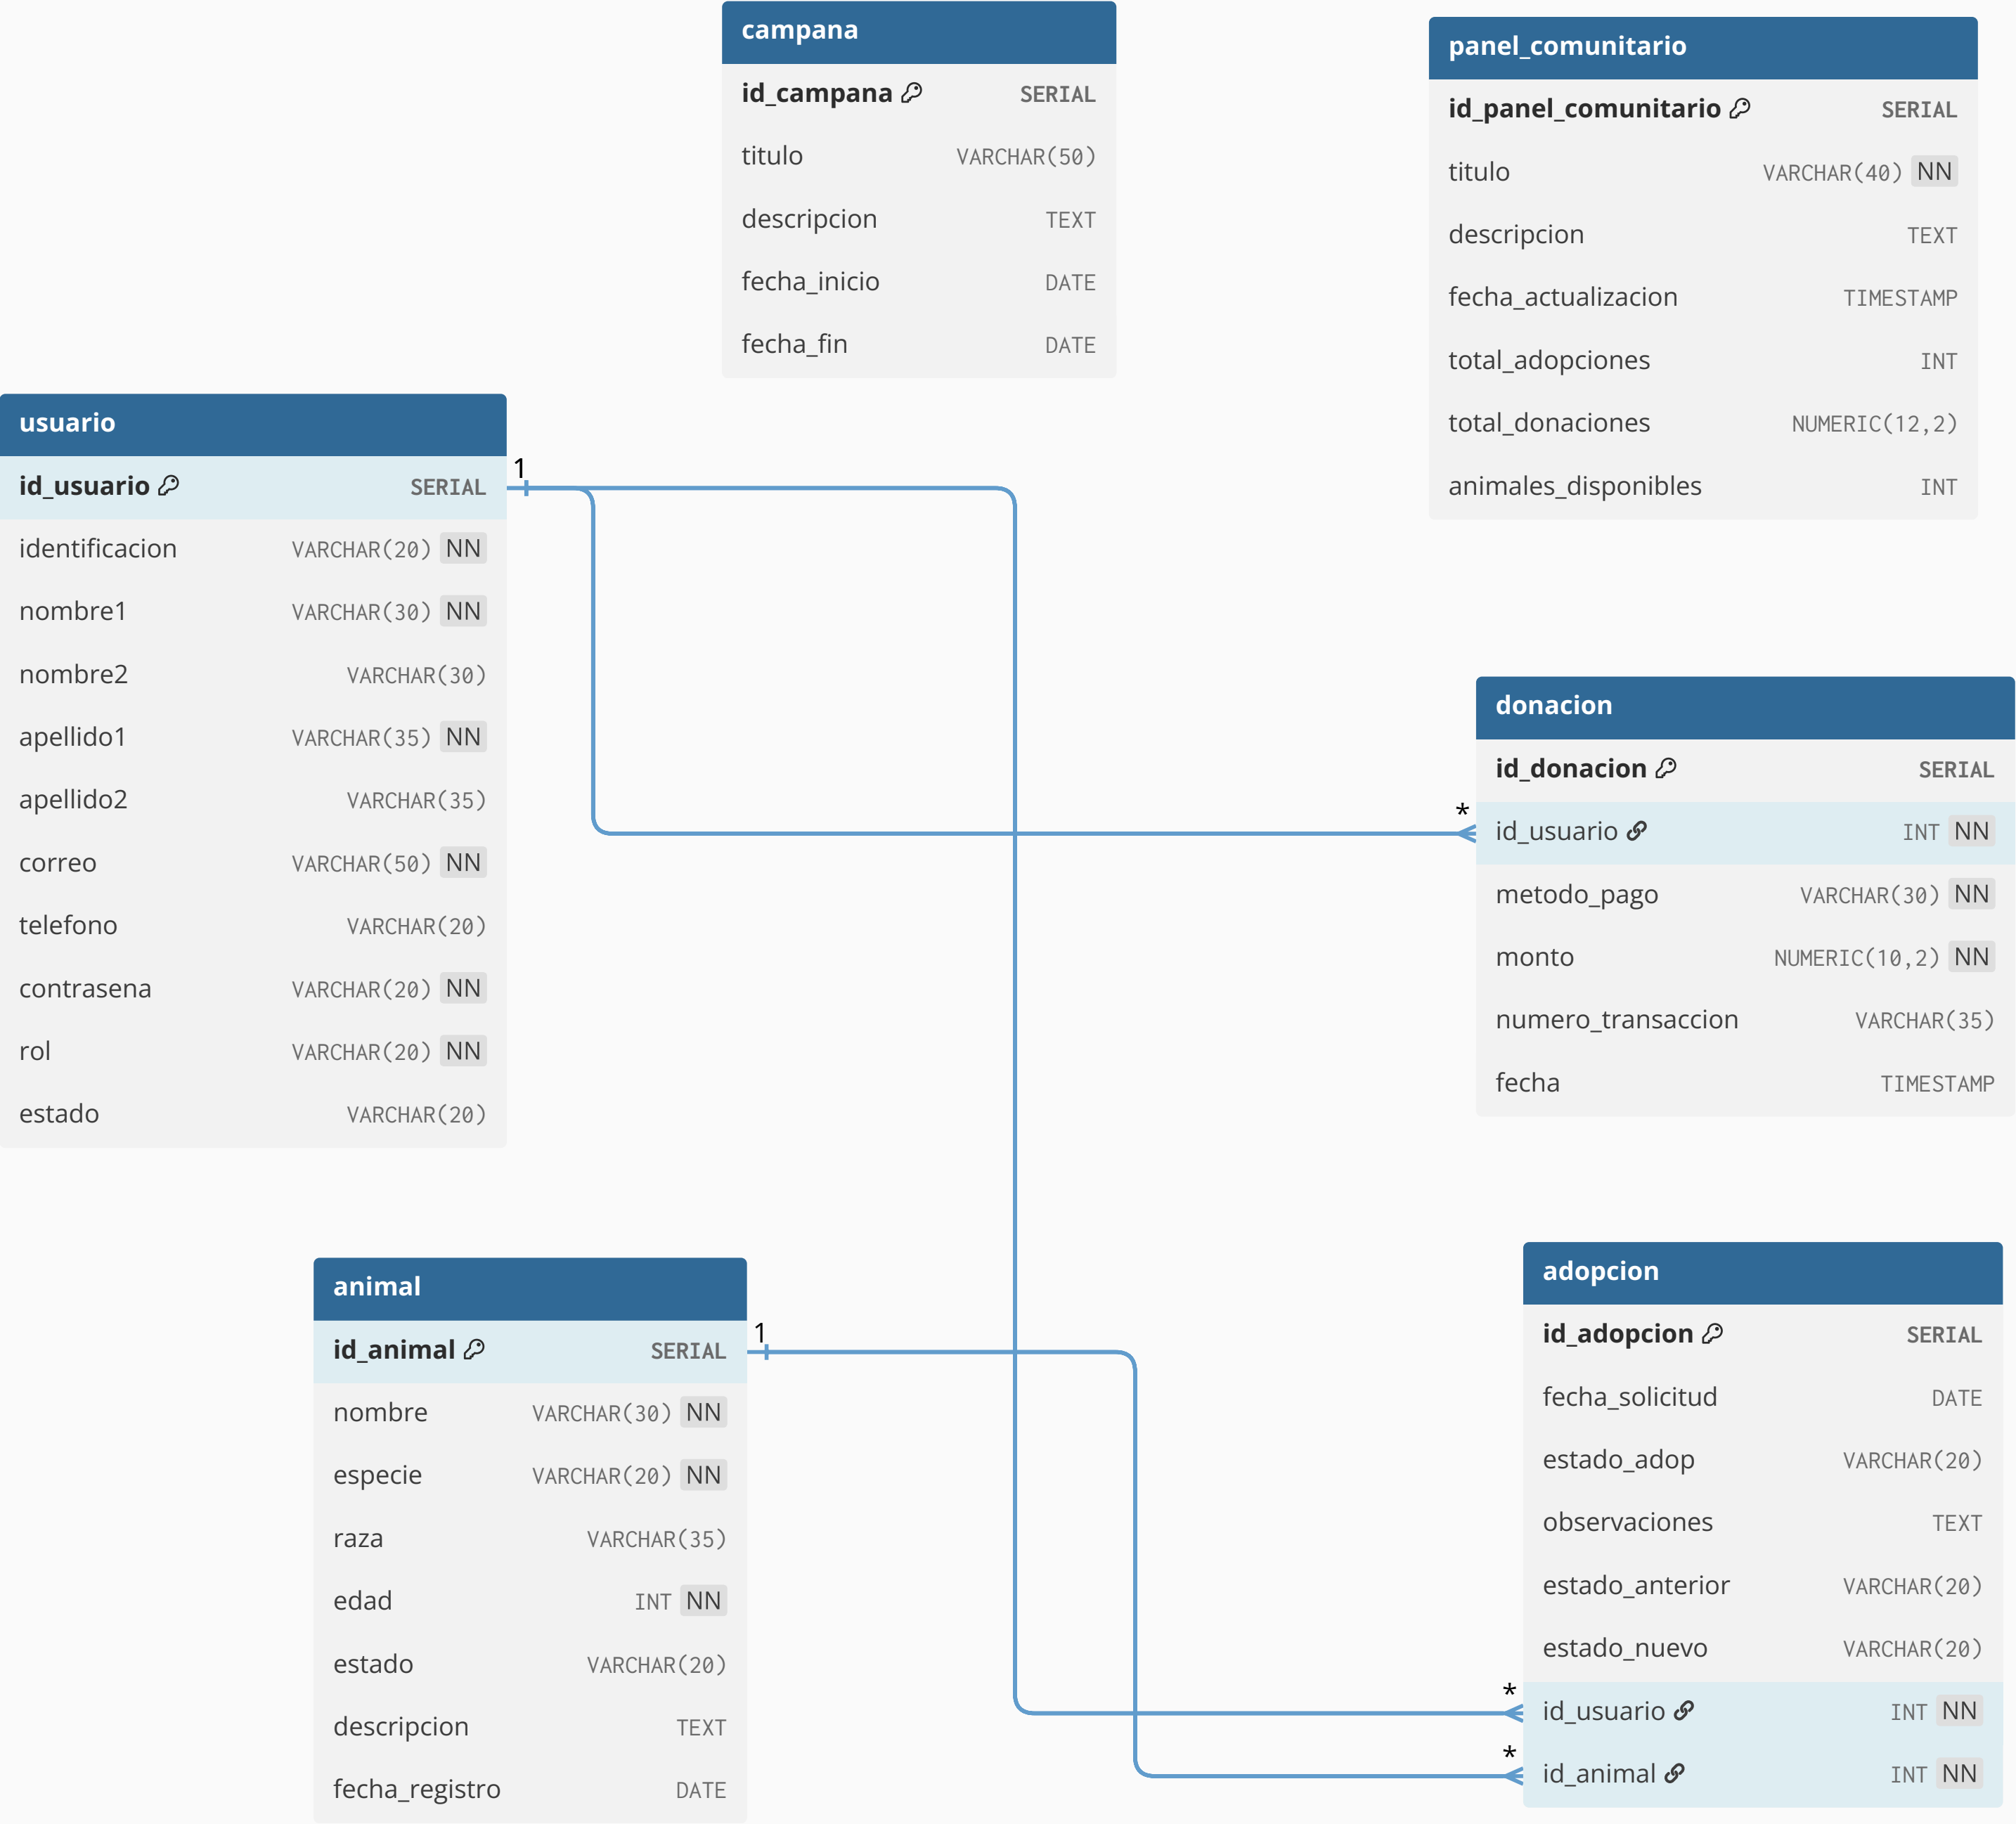 campana
id_campana SERIAL
titulo VARCHAR(50)
descripcion TEXT
fecha_inicio DATE
fecha_fin DATE
panel_comunitario
id_panel_comunitario SERIAL
titulo VARCHAR(40) NN
descripcion TEXT
fecha_actualizacion TIMESTAMP
total_adopciones INT
total_donaciones NUMERIC(12,2)
animales_disponibles INT
usuario
id_usuario SERIAL
identificacion VARCHAR(20) NN
nombre1 VARCHAR(30) NN
nombre2 VARCHAR(30)
apellido1 VARCHAR(35) NN
apellido2 VARCHAR(35)
correo VARCHAR(50) NN
telefono VARCHAR(20)
contrasena VARCHAR(20) NN
rol VARCHAR(20) NN
estado VARCHAR(20)
1
*
donacion
id_donacion SERIAL
id_usuario INT NN
metodo_pago VARCHAR(30) NN
monto NUMERIC(10,2) NN
numero_transaccion VARCHAR(35)
fecha TIMESTAMP
animal
id_animal SERIAL
nombre VARCHAR(30) NN
especie VARCHAR(20) NN
raza VARCHAR(35)
edad INT NN
estado VARCHAR(20)
descripcion TEXT
fecha_registro DATE
1
*
*
adopcion
id_adopcion SERIAL
fecha_solicitud DATE
estado_adop VARCHAR(20)
observaciones TEXT
estado_anterior VARCHAR(20)
estado_nuevo VARCHAR(20)
id_usuario INT NN
id_animal INT NN